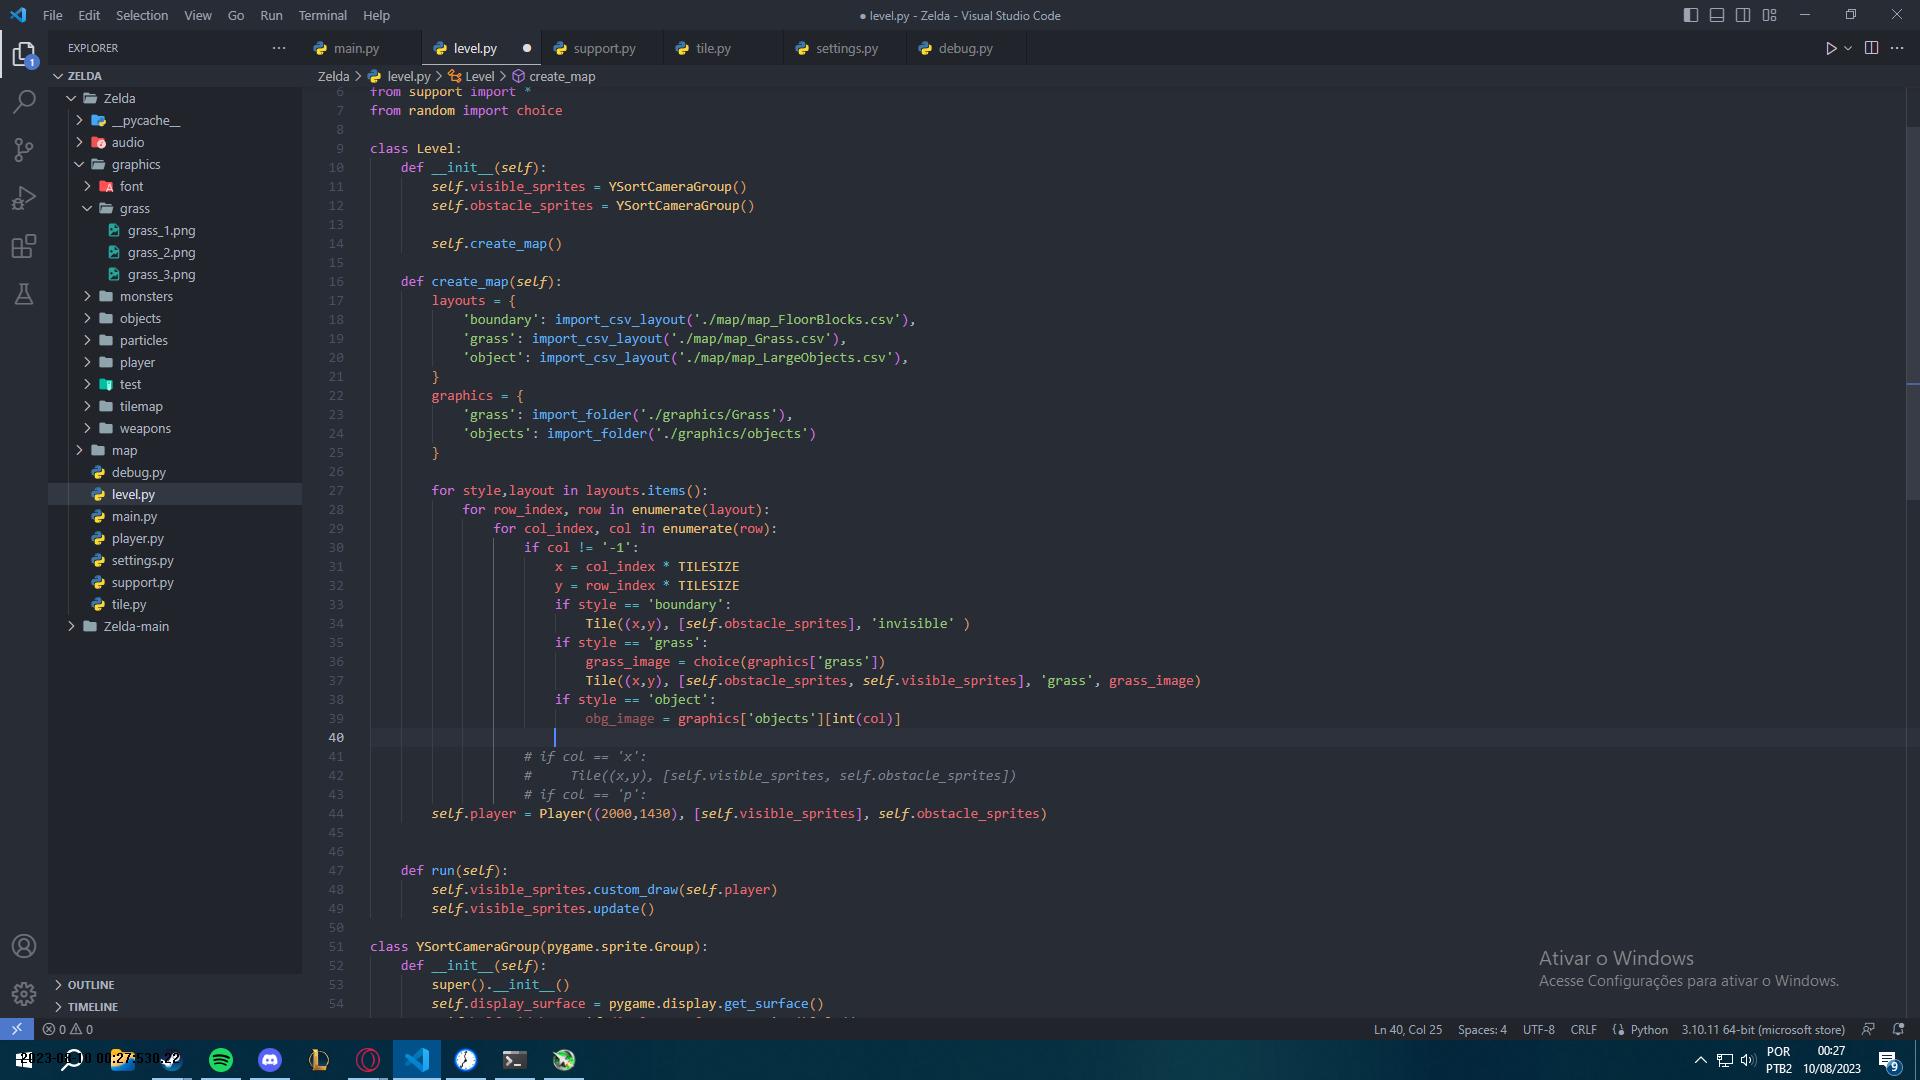 File Edit Selection View Go Run Terminal Help
● level.py - Zelda - Visual Studio Code
EXPLORER
main.py
level.py
support.py
tile.py
settings.py
debug.py
ZELDA
Zelda > level.py > Level > create_map
Zelda
__pycache__
audio
graphics
font
grass
grass_1.png
grass_2.png
grass_3.png
monsters
objects
particles
player
test
tilemap
weapons
map
debug.py
level.py
main.py
player.py
settings.py
support.py
tile.py
Zelda-main
OUTLINE
TIMELINE
1
6 from support import *
7 from random import choice
8
9 class Level:
10 def __init__(self):
11 self.visible_sprites = YSortCameraGroup()
12 self.obstacle_sprites = YSortCameraGroup()
13
14 self.create_map()
15
16 def create_map(self):
17 layouts = {
18 'boundary': import_csv_layout('./map/map_FloorBlocks.csv'),
19 'grass': import_csv_layout('./map/map_Grass.csv'),
20 'object': import_csv_layout('./map/map_LargeObjects.csv'),
21 }
22 graphics = {
23 'grass': import_folder('./graphics/Grass'),
24 'objects': import_folder('./graphics/objects')
25 }
26
27 for style,layout in layouts.items():
28 for row_index, row in enumerate(layout):
29 for col_index, col in enumerate(row):
30 if col != '-1':
31 x = col_index * TILESIZE
32 y = row_index * TILESIZE
33 if style == 'boundary':
34 Tile((x,y), [self.obstacle_sprites], 'invisible' )
35 if style == 'grass':
36 grass_image = choice(graphics['grass'])
37 Tile((x,y), [self.obstacle_sprites, self.visible_sprites], 'grass', grass_image)
38 if style == 'object':
39 obg_image = graphics['objects'][int(col)]
40
41 # if col == 'x':
42 # Tile((x,y), [self.visible_sprites, self.obstacle_sprites])
43 # if col == 'p':
44 self.player = Player((2000,1430), [self.visible_sprites], self.obstacle_sprites)
45
46
47 def run(self):
48 self.visible_sprites.custom_draw(self.player)
49 self.visible_sprites.update()
50
51 class YSortCameraGroup(pygame.sprite.Group):
52 def __init__(self):
53 super().__init__()
54 self.display_surface = pygame.display.get_surface()
Ativar o Windows
Acesse Configurações para ativar o Windows.
0 0
Ln 40, Col 25
Spaces: 4
UTF-8
CRLF
Python
3.10.11 64-bit (microsoft store)
POR
PTB2
00:27
10/08/2023
9